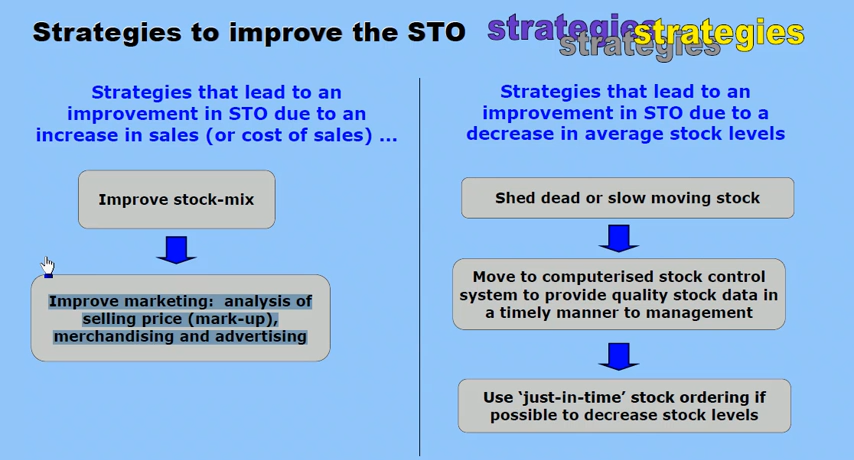 Strategies to improve the STO
strategies
strategies
strategies
Strategies that lead to an
improvement in STO due to an
increase in sales (or cost of sales) ...
Improve stock-mix
Improve marketing: analysis of
selling price (mark-up),
merchandising and advertising
Strategies that lead to an
improvement in STO due to a
decrease in average stock levels
Shed dead or slow moving stock
Move to computerised stock control
system to provide quality stock data in
a timely manner to management
Use ‘just-in-time’ stock ordering if
possible to decrease stock levels